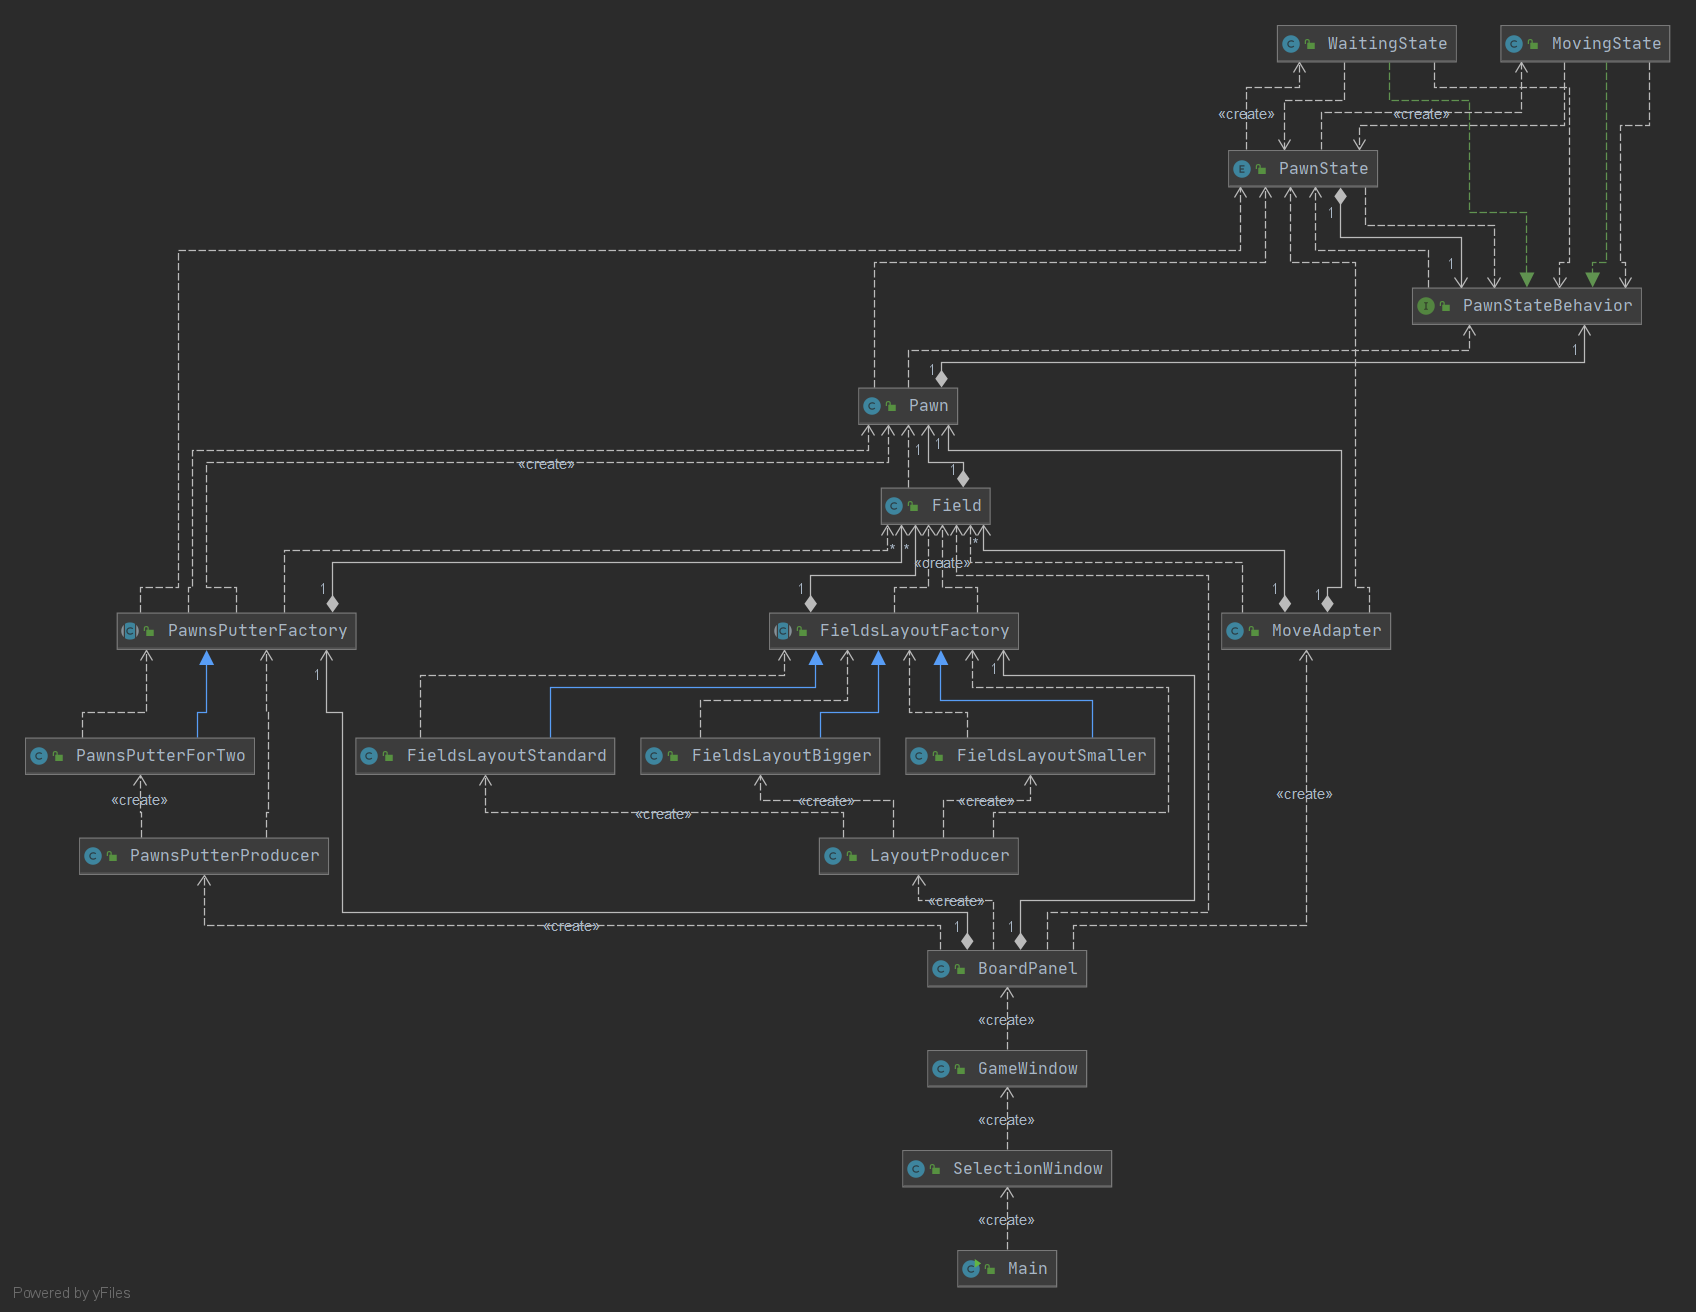 WaitingState
MovingState
«create»
«create»
PawnState
1
1
PawnStateBehavior
1
1
Pawn
1
1
«create»
1
Field
*
*
*
«create»
1
1
1
1
PawnsPutterFactory
FieldsLayoutFactory
MoveAdapter
1
1
PawnsPutterForTwo
FieldsLayoutStandard
FieldsLayoutBigger
FieldsLayoutSmaller
«create»
«create»
«create»
«create»
«create»
PawnsPutterProducer
LayoutProducer
«create»
«create»
1
1
BoardPanel
«create»
GameWindow
«create»
SelectionWindow
«create»
Main
Powered by yFiles